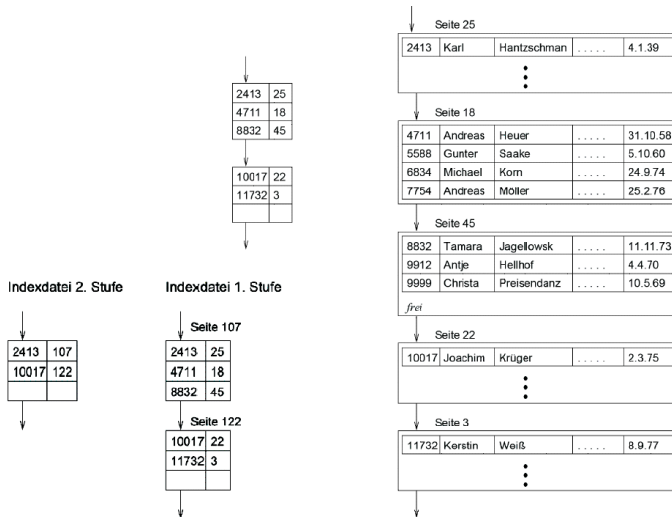 2413 25
4711 18
8832 45
10017 22
11732 3
Indexdatei 2. Stufe
2413 107
10017 122
Indexdatei 1. Stufe
Seite 107
2413 25
4711 18
8832 45
Seite 122
10017 22
11732 3
Seite 25
2413 Karl Hantzschman ..... 4.1.39
Seite 18
4711 Andreas Heuer ..... 31.10.58
5588 Gunter Saake ..... 5.10.60
6834 Michael Korn ..... 24.9.74
7754 Andreas Möller ..... 25.2.76
Seite 45
8832 Tamara Jagellowsk ..... 11.11.73
9912 Antje Hellhof ..... 4.4.70
9999 Christa Preisendanz ..... 10.5.69
frei
Seite 22
10017 Joachim Krüger ..... 2.3.75
Seite 3
11732 Kerstin Weiß ..... 8.9.77